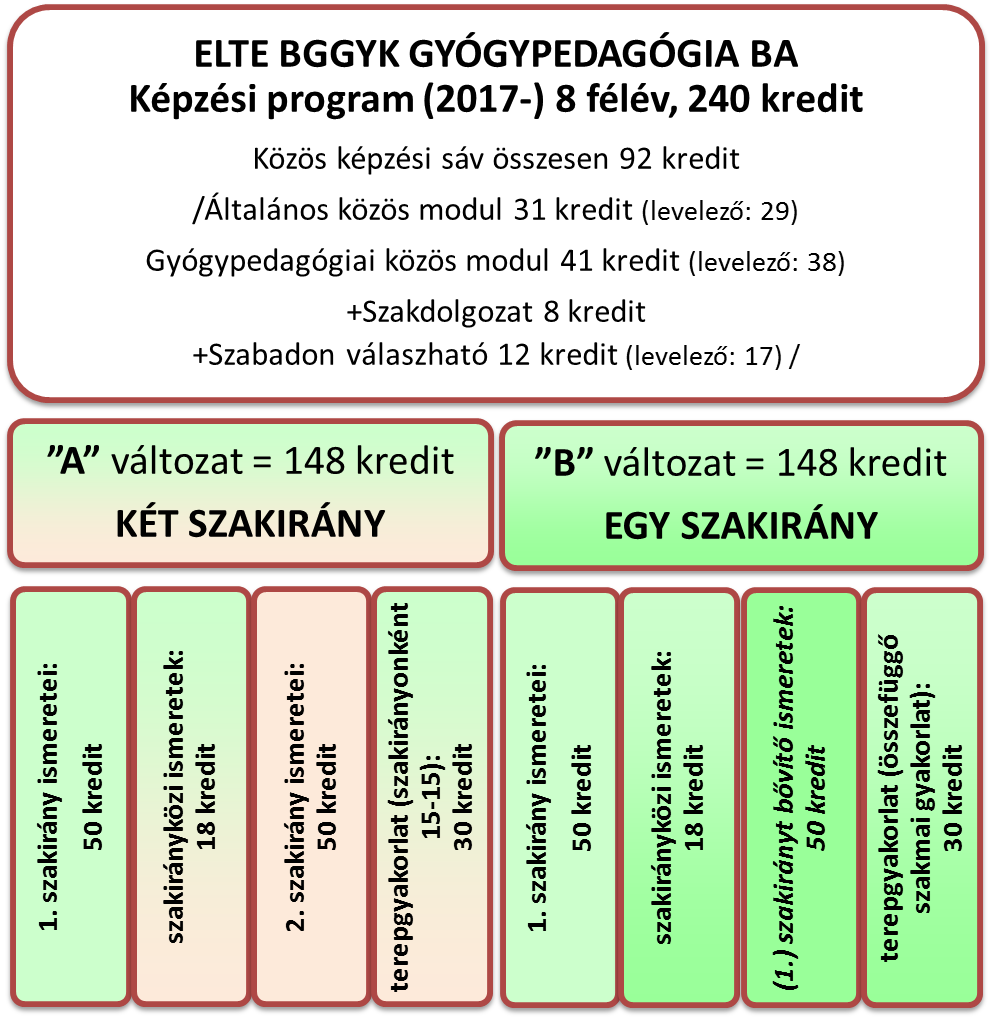 ELTE BGGYK GYÓGYPEDAGÓGIA BA
Képzési program (2017-) 8 félév, 240 kredit
Közös képzési sáv összesen 92 kredit
/Általános közös modul 31 kredit (levelező: 29)
Gyógypedagógiai közös modul 41 kredit (levelező: 38)
+Szakdolgozat 8 kredit
+Szabadon válaszható 12 kredit (levelező: 17) /
”A” változat = 148 kredit
KÉT SZAKIRÁNY
”B” változat = 148 kredit
EGY SZAKIRÁNY
1. szakirány ismeretei:
50 kredit
szakirányközi ismeretek:
18 kredit
2. szakirány ismeretei:
50 kredit
terepgyakorlat (szakirányonként
15-15):
30 kredit
1. szakirány ismeretei:
50 kredit
szakirányközi ismeretek:
18 kredit
(1.) szakirányt bővítő ismeretek:
50 kredit
terepgyakorlat (összefüggő
szakmai gyakorlat):
30 kredit